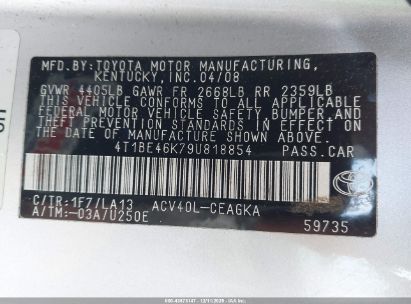 MFD.BY:TOYOTA MOTOR MANUFACTURING,
KENTUCKY,INC.04/08
GVWR 4405LB GAWR FR 2668LB RR 2359LB
THIS VEHICLE CONFORMS TO ALL APPLICABLE
FEDERAL MOTOR VEHICLE SAFETY, BUMPER, AND
THEFT PREVENTION STANDARDS IN EFFECT ON
THE DATE OF MANUFACTURE SHOWN ABOVE.
4T1BE46K79U818854 PASS.CAR
C/TR:1F7/LA13 ACV40L-CEAGKA
A/TM:-03A/U250E
TOYOTA
59735